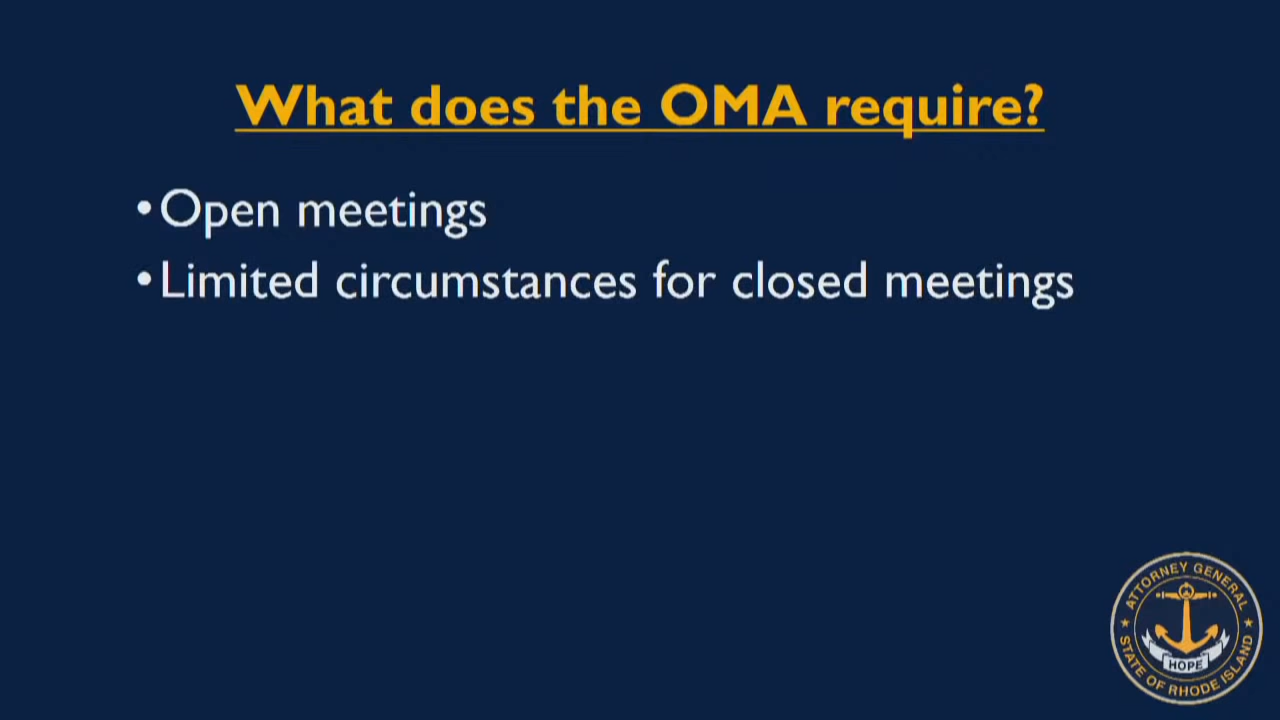 What does the OMA require?
•Open meetings
•Limited circumstances for closed meetings
ATTORNEY GENERAL
HOPE
STATE OF RHODE ISLAND